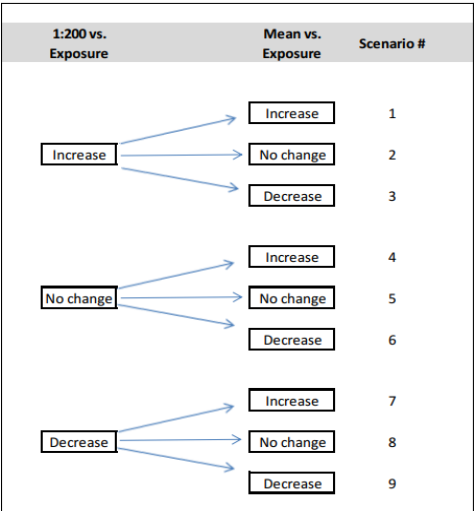 1:200 vs. Mean vs. Scenario #
Exposure Exposure
Increase 1
Increase No change 2
Decrease 3
Increase 4
No change No change 5
Decrease 6
Increase 7
Decrease No change 8
Decrease 9